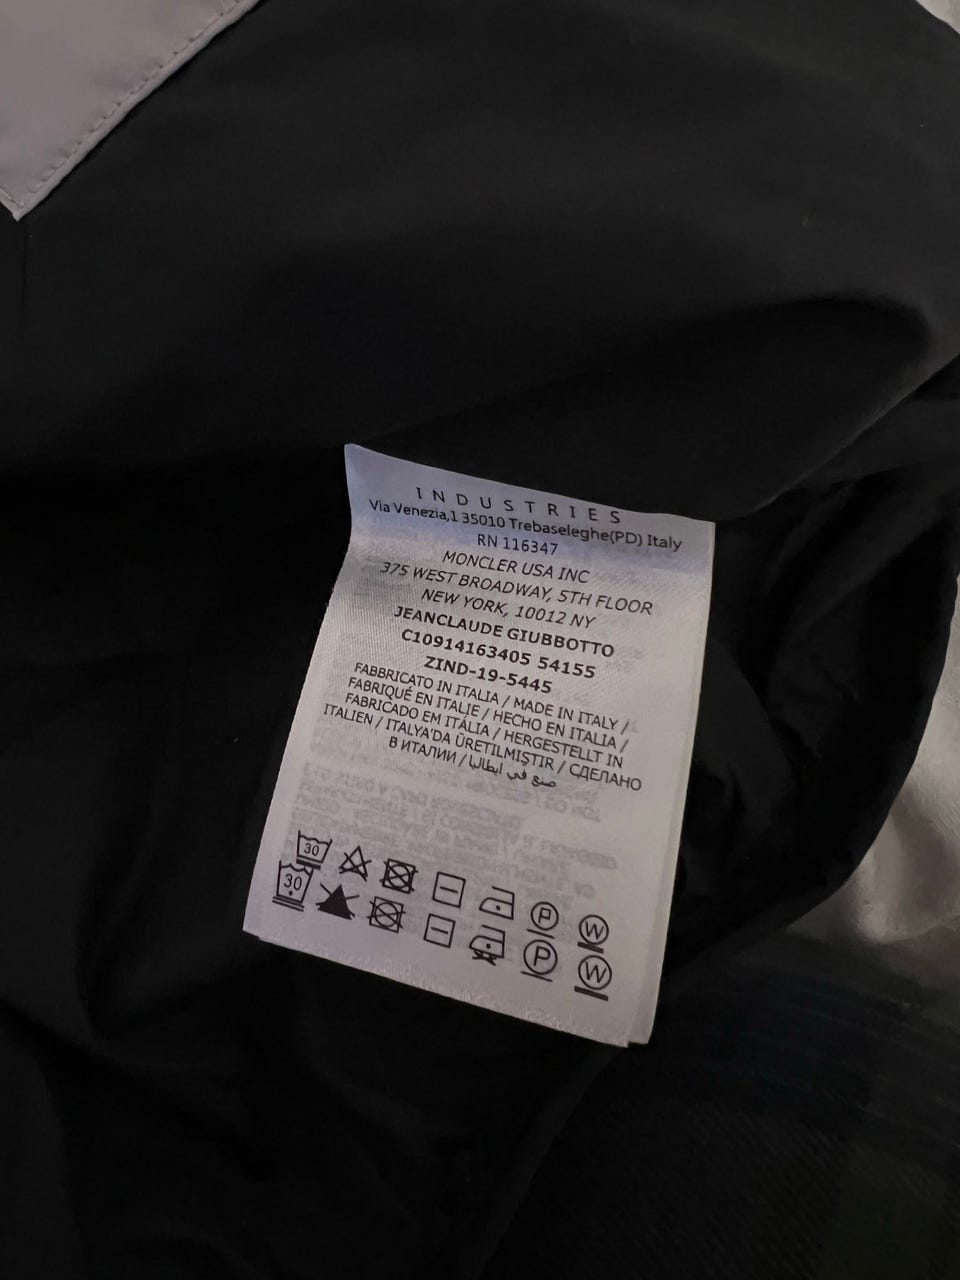 INDUSTRIES
Via Venezia,1 35010 Trebaseleghe(PD) Italy
RN 116347
MONCLER USA INC
375 WEST BROADWAY, 5TH FLOOR
NEW YORK, 10012 NY
JEANCLAUDE GIUBBOTTO
C10914163405 54155
ZIND-19-5445
FABBRICATO IN ITALIA / MADE IN ITALY /
FABRIQUÉ EN ITALIE / HECHO EN ITALIA /
FABRICADO EM ITÁLIA / HERGESTELLT IN
ITALIEN / ITALYA'DA ÜRETILMIŞTIR / СДЕЛАНО
В ИТАЛИИ / صنع في ايطاليا
30 P W
30 P W